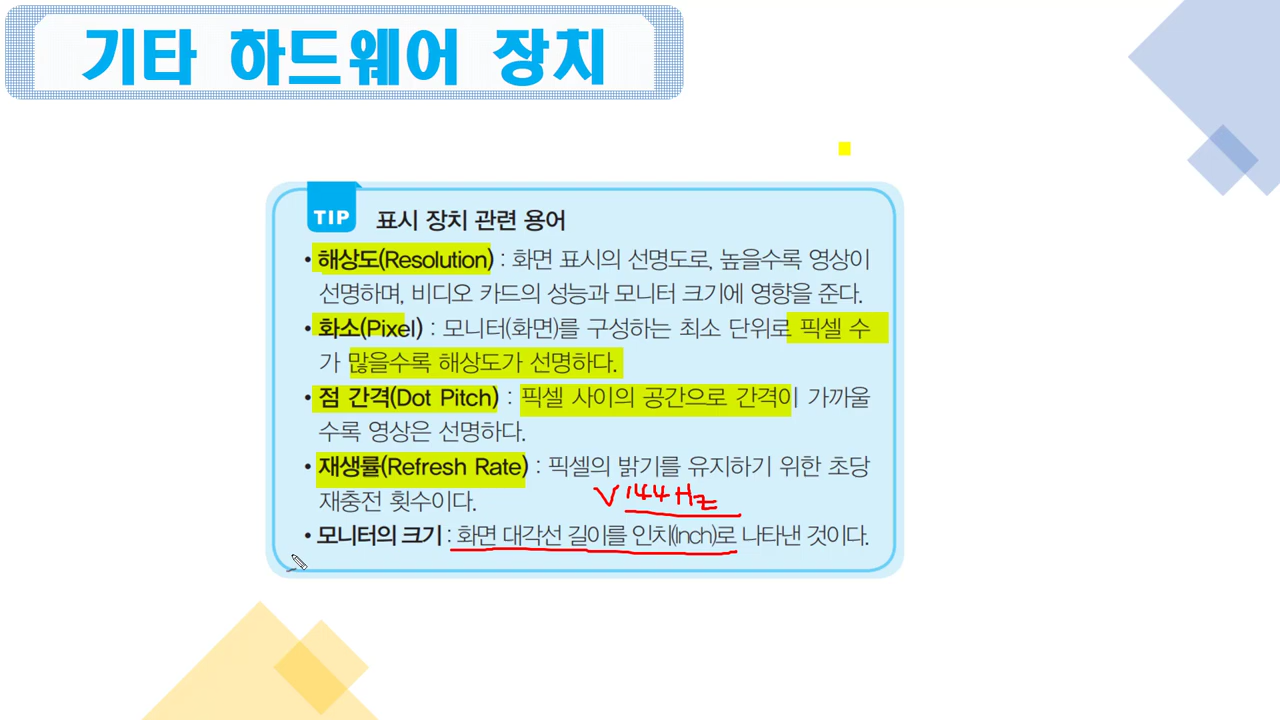 기타 하드웨어 장치
TIP 표시 장치 관련 용어
• 해상도(Resolution) : 화면 표시의 선명도로, 높을수록 영상이
선명하며, 비디오 카드의 성능과 모니터 크기에 영향을 준다.
• 화소(Pixel) : 모니터(화면)를 구성하는 최소 단위로 픽셀 수
가 많을수록 해상도가 선명하다.
• 점 간격(Dot Pitch) : 픽셀 사이의 공간으로 간격이 가까울
수록 영상은 선명하다.
• 재생률(Refresh Rate) : 픽셀의 밝기를 유지하기 위한 초당
재충전 횟수이다.
V 144Hz
• 모니터의 크기 : 화면 대각선 길이를 인치(Inch)로 나타낸 것이다.